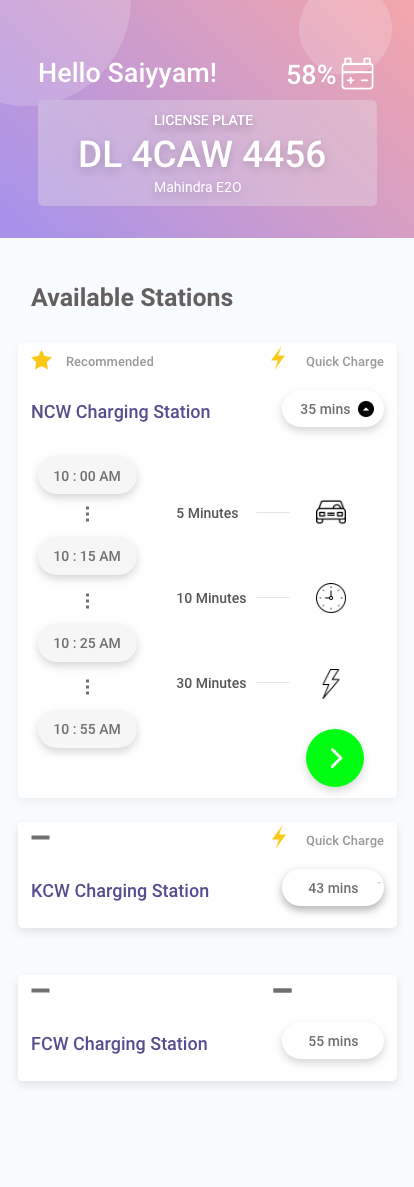 Hello Saiyyam! 58%
LICENSE PLATE
DL 4CAW 4456
Mahindra E2O
Available Stations
Recommended Quick Charge
NCW Charging Station 35 mins
10 : 00 AM
5 Minutes
10 : 15 AM
10 Minutes
10 : 25 AM
30 Minutes
10 : 55 AM
Quick Charge
KCW Charging Station 43 mins
FCW Charging Station 55 mins